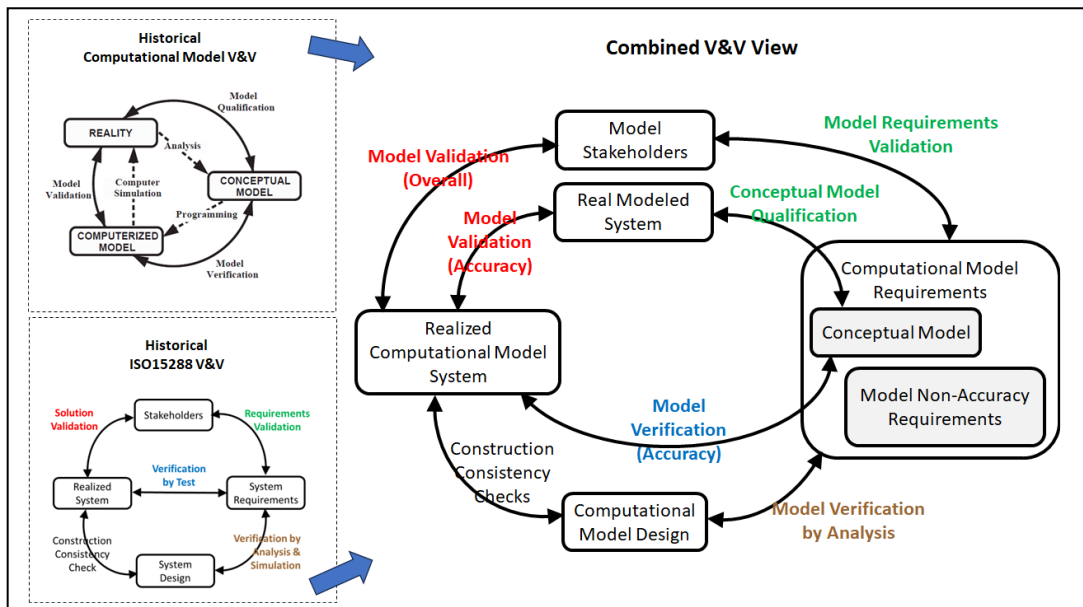 Historical
Computational Model V&V
Model
Qualification
REALITY
Analysis
Model
Validation
Computer
Simulation
CONCEPTUAL
MODEL
Programming
COMPUTERIZED
MODEL
Model
Verification
Historical
ISO15288 V&V
Solution
Validation
Stakeholders
Requirements
Validation
Verification
by Test
Realized
System
System
Requirements
Construction
Consistency
Check
System
Design
Verification by
Analysis &
Simulation
Combined V&V View
Model
Stakeholders
Model Requirements
Validation
Model Validation
(Overall)
Real Modeled
System
Conceptual Model
Qualification
Model
Validation
(Accuracy)
Computational Model
Requirements
Realized
Computational Model
System
Conceptual Model
Model Non-Accuracy
Requirements
Model
Verification
(Accuracy)
Construction
Consistency
Checks
Computational
Model Design
Model Verification
by Analysis